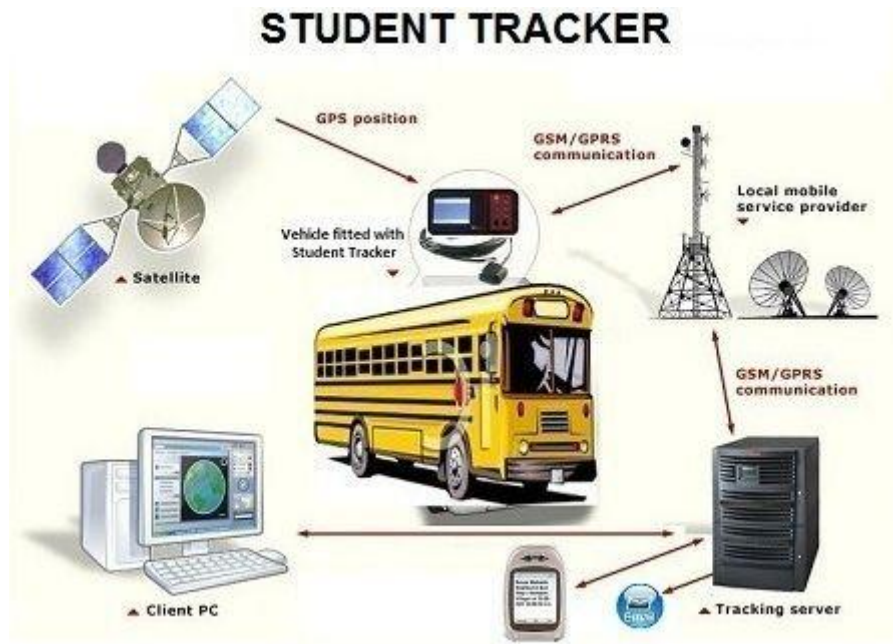 STUDENT TRACKER
GPS position
GSM/GPRS
communication
Local mobile
service provider
Vehicle fitted with
Student Tracker
Satellite
GSM/GPRS
communication
Client PC
Email
Tracking server